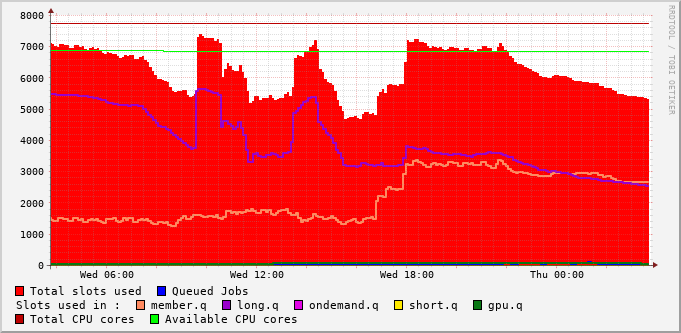 8000
7000
6000
5000
4000
3000
2000
1000
0
Wed 06:00 Wed 12:00 Wed 18:00 Thu 00:00
RRDTOOL / TOBI OETIKER
Total slots used Queued Jobs
Slots used in : member.q long.q ondemand.q short.q gpu.q
Total CPU cores Available CPU cores